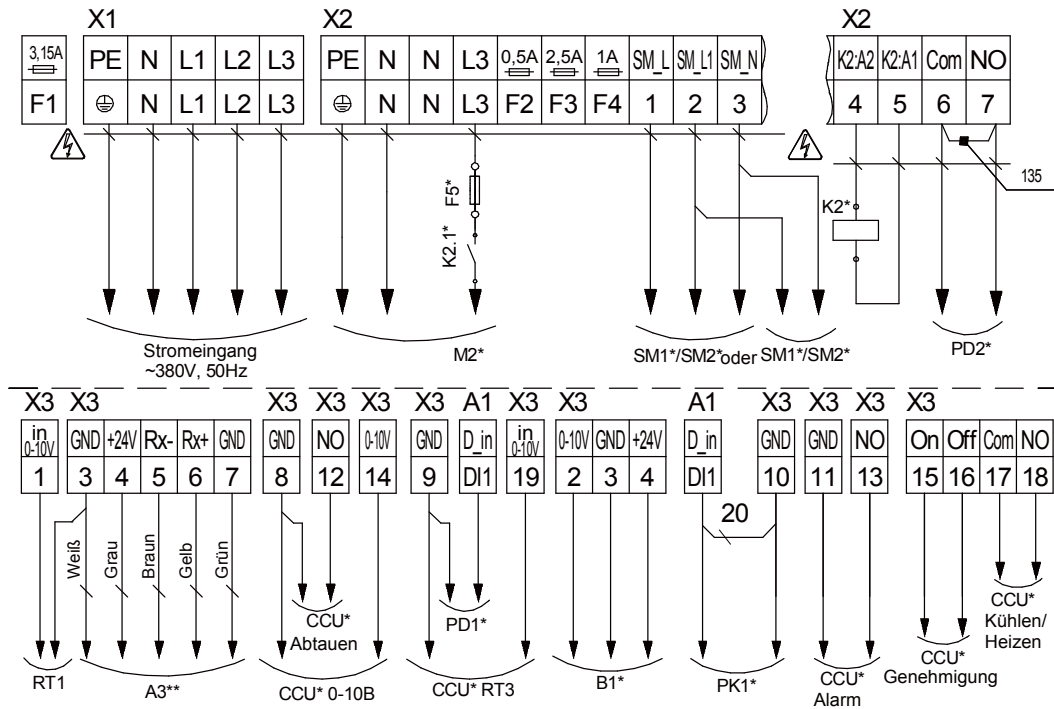 X1 X2 X2
3,15A PE N L1 L2 L3 PE N N L3 0,5A 2,5A 1A SM_L SM_L1 SM_N K2:A2 K2:A1 Com NO
F1 N L1 L2 L3 N N L3 F2 F3 F4 1 2 3 4 5 6 7
135
F5*
K2.1*
K2*
Stromeingang
~380V, 50Hz
M2*
SM1*/SM2* oder SM1*/SM2*
PD2*
X3 X3 X3 X3 X3 X3 A1 X3 X3 A1 X3 X3 X3 X3
in
0-10V
GND +24V Rx- Rx+ GND GND NO 0-10V GND D_in
in
0-10V
0-10V GND +24V D_in GND GND NO On Off Com NO
1 3 4 5 6 7 8 12 14 9 DI1 19 2 3 4 DI1 10 11 13 15 16 17 18
20
Weiß
Grau
Braun
Gelb
Grün
CCU*
Abtauen
PD1*
CCU*
Kühlen/
Heizen
RT1
A3**
CCU* 0-10B
CCU* RT3
B1*
PK1*
CCU*
Alarm
CCU*
Genehmigung